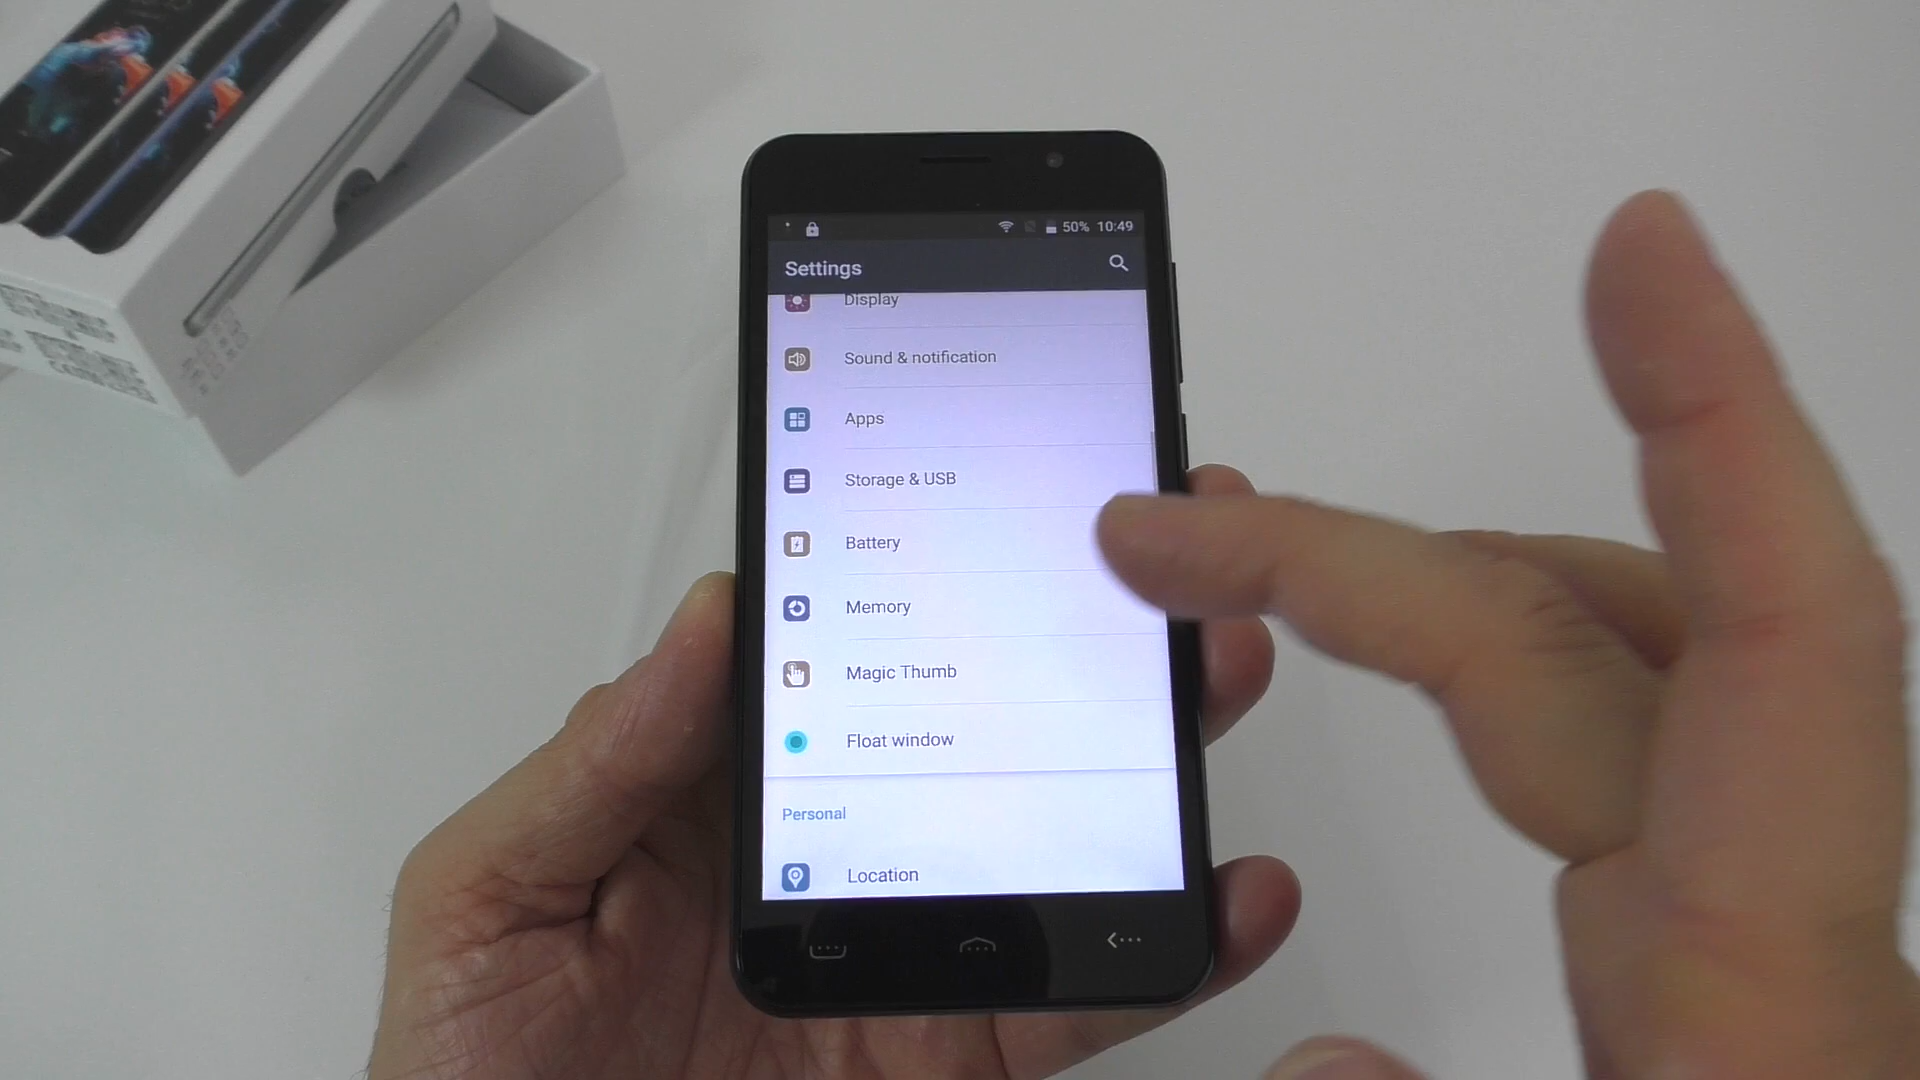 50% 10:49
Settings
Display
Sound & notification
Apps
Storage & USB
Battery
Memory
Magic Thumb
Float window
Personal
Location